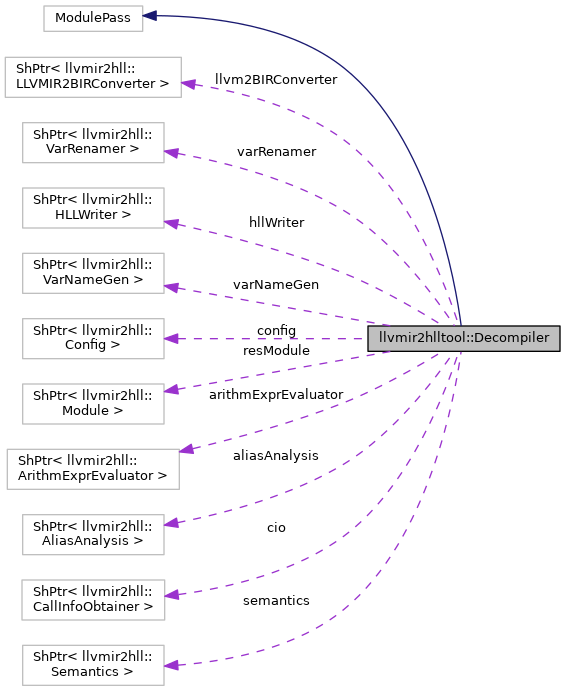 ModulePass
ShPtr< llvmir2hll::
LLVMIR2BIRConverter >
llvm2BIRConverter
ShPtr< llvmir2hll::
VarRenamer >
varRenamer
ShPtr< llvmir2hll::
HLLWriter >
hllWriter
ShPtr< llvmir2hll::
VarNameGen >
varNameGen
ShPtr< llvmir2hll::
Config >
config
llvmir2hlltool::Decompiler
resModule
ShPtr< llvmir2hll::
Module >
arithmExprEvaluator
ShPtr< llvmir2hll::
ArithmExprEvaluator >
aliasAnalysis
ShPtr< llvmir2hll::
AliasAnalysis >
cio
ShPtr< llvmir2hll::
CallInfoObtainer >
semantics
ShPtr< llvmir2hll::
Semantics >